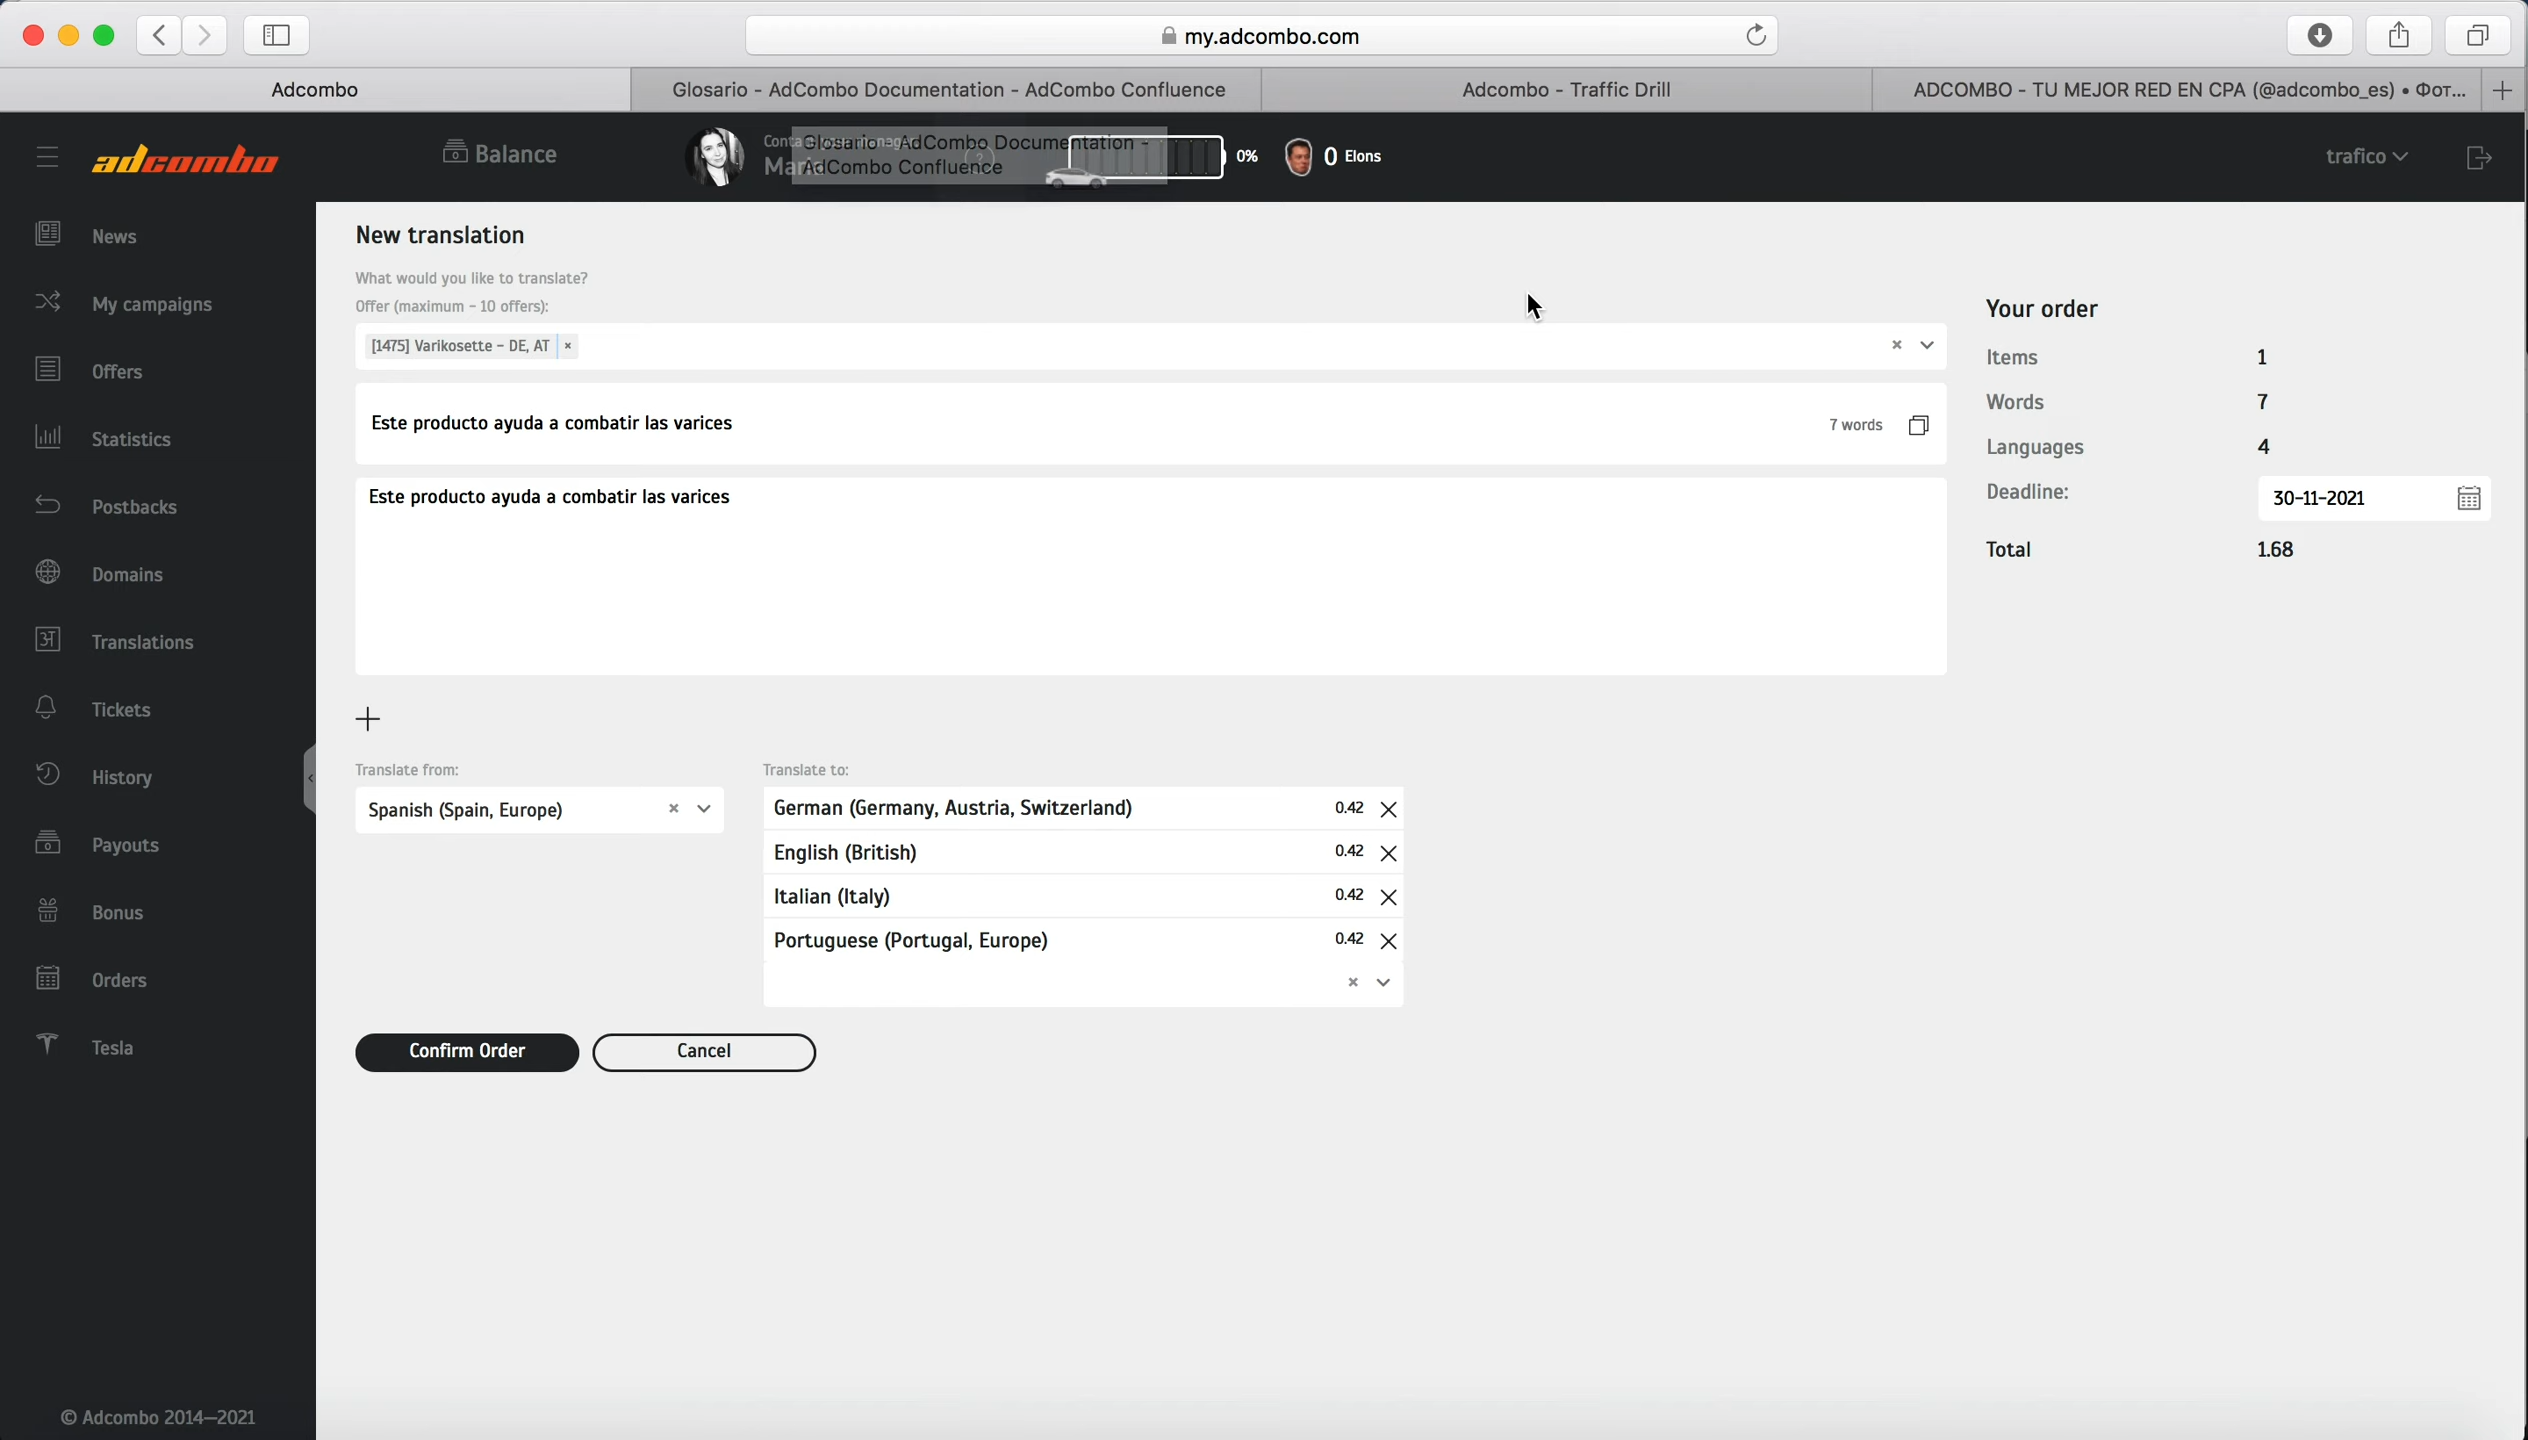 my.adcombo.com
Adcombo
Glosario - AdCombo Documentation - AdCombo Confluence
Adcombo - Traffic Drill
ADCOMBO - TU MEJOR RED EN CPA (@adcombo_es) • Фот...
adcombo
Balance
Glosario - AdCombo Documentation -
AdCombo Confluence
0%
0 Elons
trafico
News
My campaigns
Offers
Statistics
Postbacks
Domains
Translations
Tickets
History
Payouts
Bonus
Orders
Tesla
© Adcombo 2014—2021
New translation
What would you like to translate?
Offer (maximum - 10 offers):
[1475] Varikosette - DE, AT
Este producto ayuda a combatir las varices
7 words
Este producto ayuda a combatir las varices
Translate from:
Spanish (Spain, Europe)
Translate to:
German (Germany, Austria, Switzerland) 0.42
English (British) 0.42
Italian (Italy) 0.42
Portuguese (Portugal, Europe) 0.42
Confirm Order
Cancel
Your order
Items 1
Words 7
Languages 4
Deadline: 30-11-2021
Total 1.68